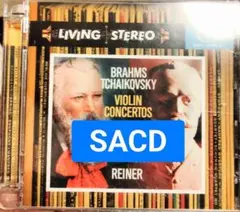 LIVING STEREO
BRAHMS
TCHAIKOVSKY
VIOLIN
CONCERTOS
SACD
REINER